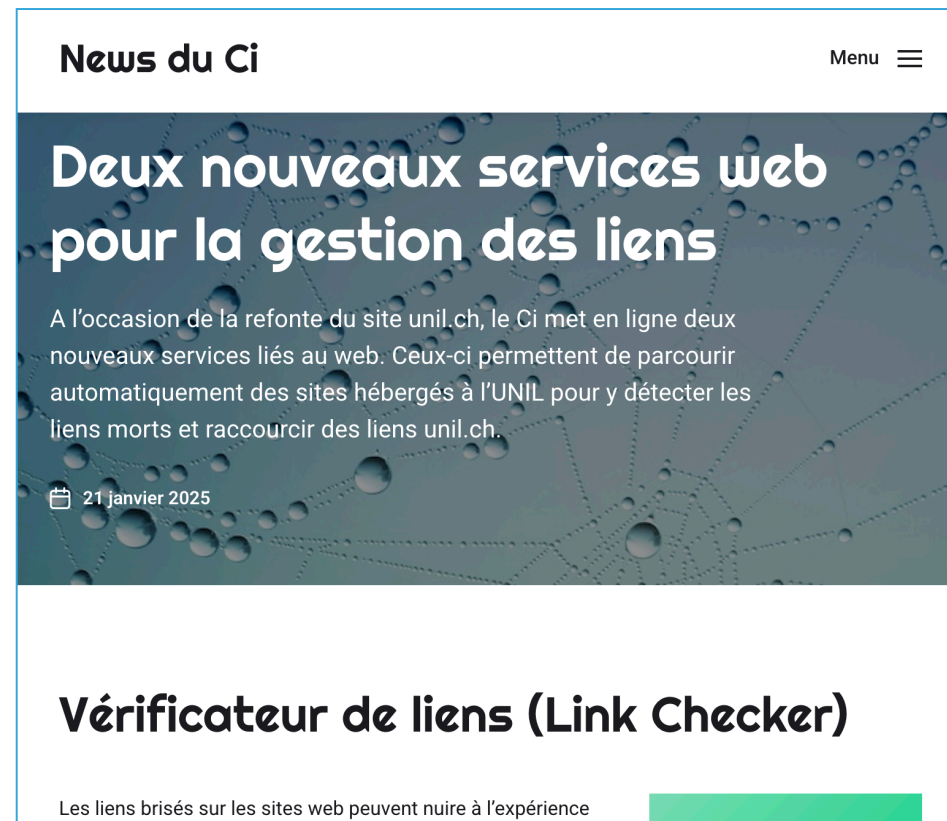 News du Ci
Menu
Deux nouveaux services web
pour la gestion des liens
A l’occasion de la refonte du site unil.ch, le Ci met en ligne deux
nouveaux services liés au web. Ceux-ci permettent de parcourir
automatiquement des sites hébergés à l’UNIL pour y détecter les
liens morts et raccourcir des liens unil.ch.
21 janvier 2025
Vérificateur de liens (Link Checker)
Les liens brisés sur les sites web peuvent nuire à l’expérience